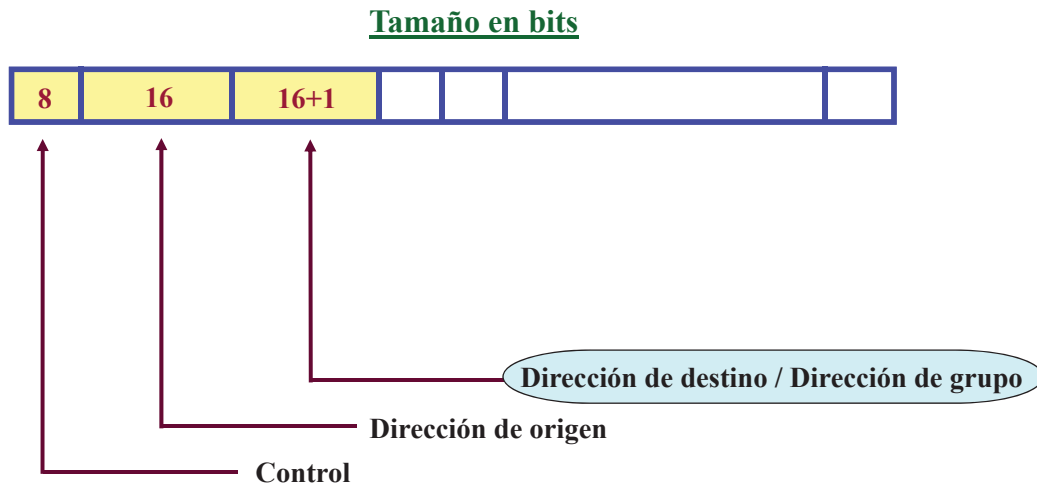 Tamaño en bits
8 16 16+1
Dirección de destino / Dirección de grupo
Dirección de origen
Control